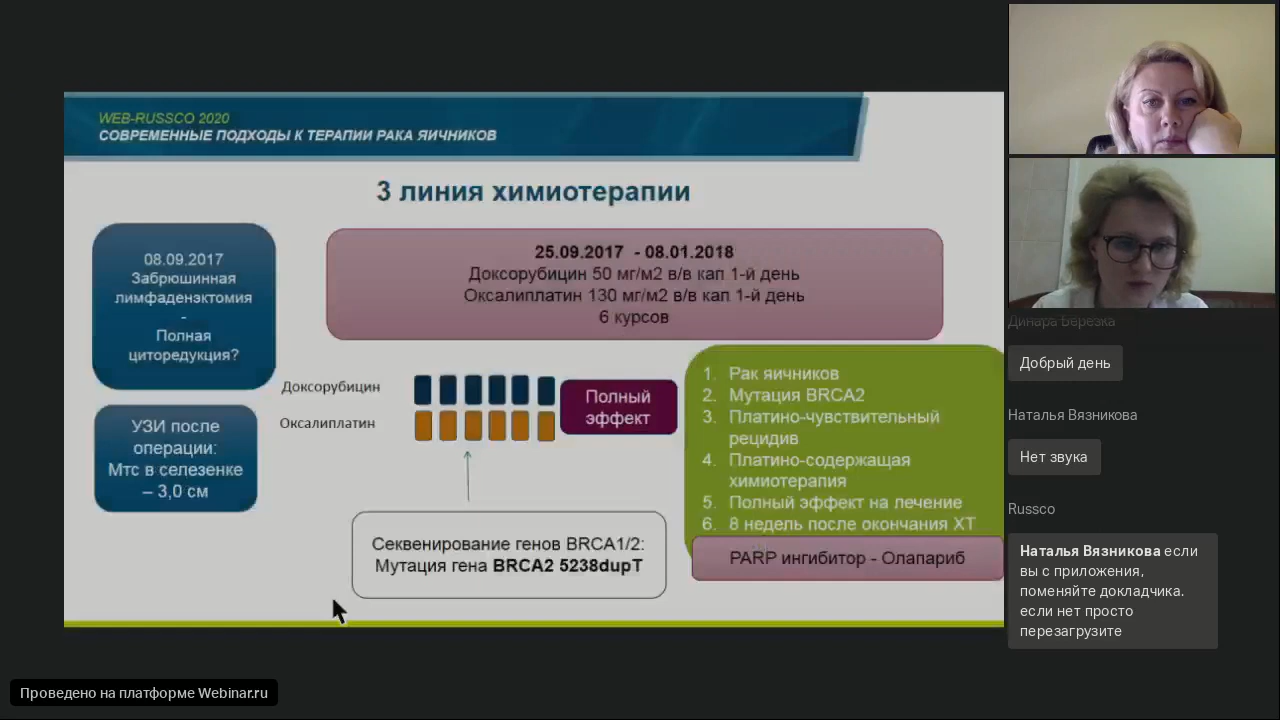 WEB-RUSSCO 2020
СОВРЕМЕННЫЕ ПОДХОДЫ К ТЕРАПИИ РАКА ЯИЧНИКОВ
3 линия химиотерапии
08.09.2017
Забрюшинная
лимфаденэктомия
-
Полная
циторедукция?
25.09.2017 - 08.01.2018
Доксорубицин 50 мг/м2 в/в кап 1-й день
Оксалиплатин 130 мг/м2 в/в кап 1-й день
6 курсов
УЗИ после
операции:
Мтс в селезенке
– 3,0 см
Доксорубицин
Оксалиплатин
Полный
эффект
1. Рак яичников
2. Мутация BRCA2
3. Платино-чувствительный
рецидив
4. Платино-содержащая
химиотерапия
5. Полный эффект на лечение
6. 8 недель после окончания ХТ
PARP ингибитор - Олапариб
Секвенирование генов BRCA1/2:
Мутация гена BRCA2 5238dupT
Динара Березка
Добрый день
Наталья Вязникова
Нет звука
Russco
Наталья Вязникова если
вы с приложения,
поменяйте докладчика.
если нет просто
перезагрузите
Проведено на платформе Webinar.ru